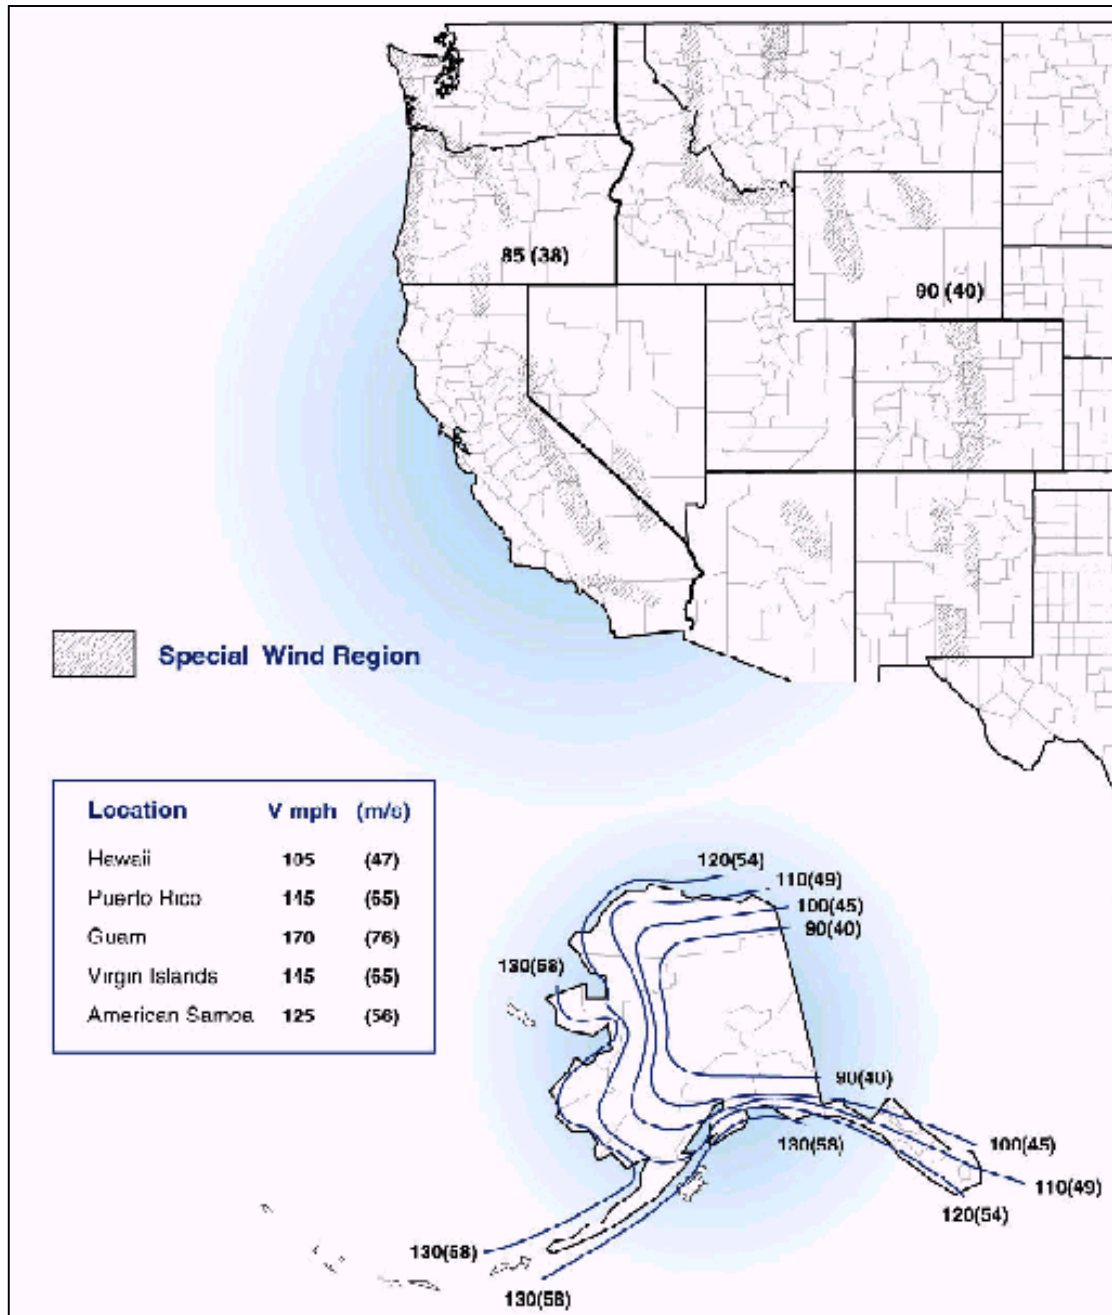 85 (38)
90 (40)
Special Wind Region
Location V mph (m/s)
Hawaii 105 (47)
Puerto Rico 145 (65)
Guam 170 (76)
Virgin Islands 145 (65)
American Samoa 125 (56)
120(54)
110(49)
100(45)
90(40)
130(58)
90(40)
130(58)
100(45)
110(49)
120(54)
130(58)
130(58)